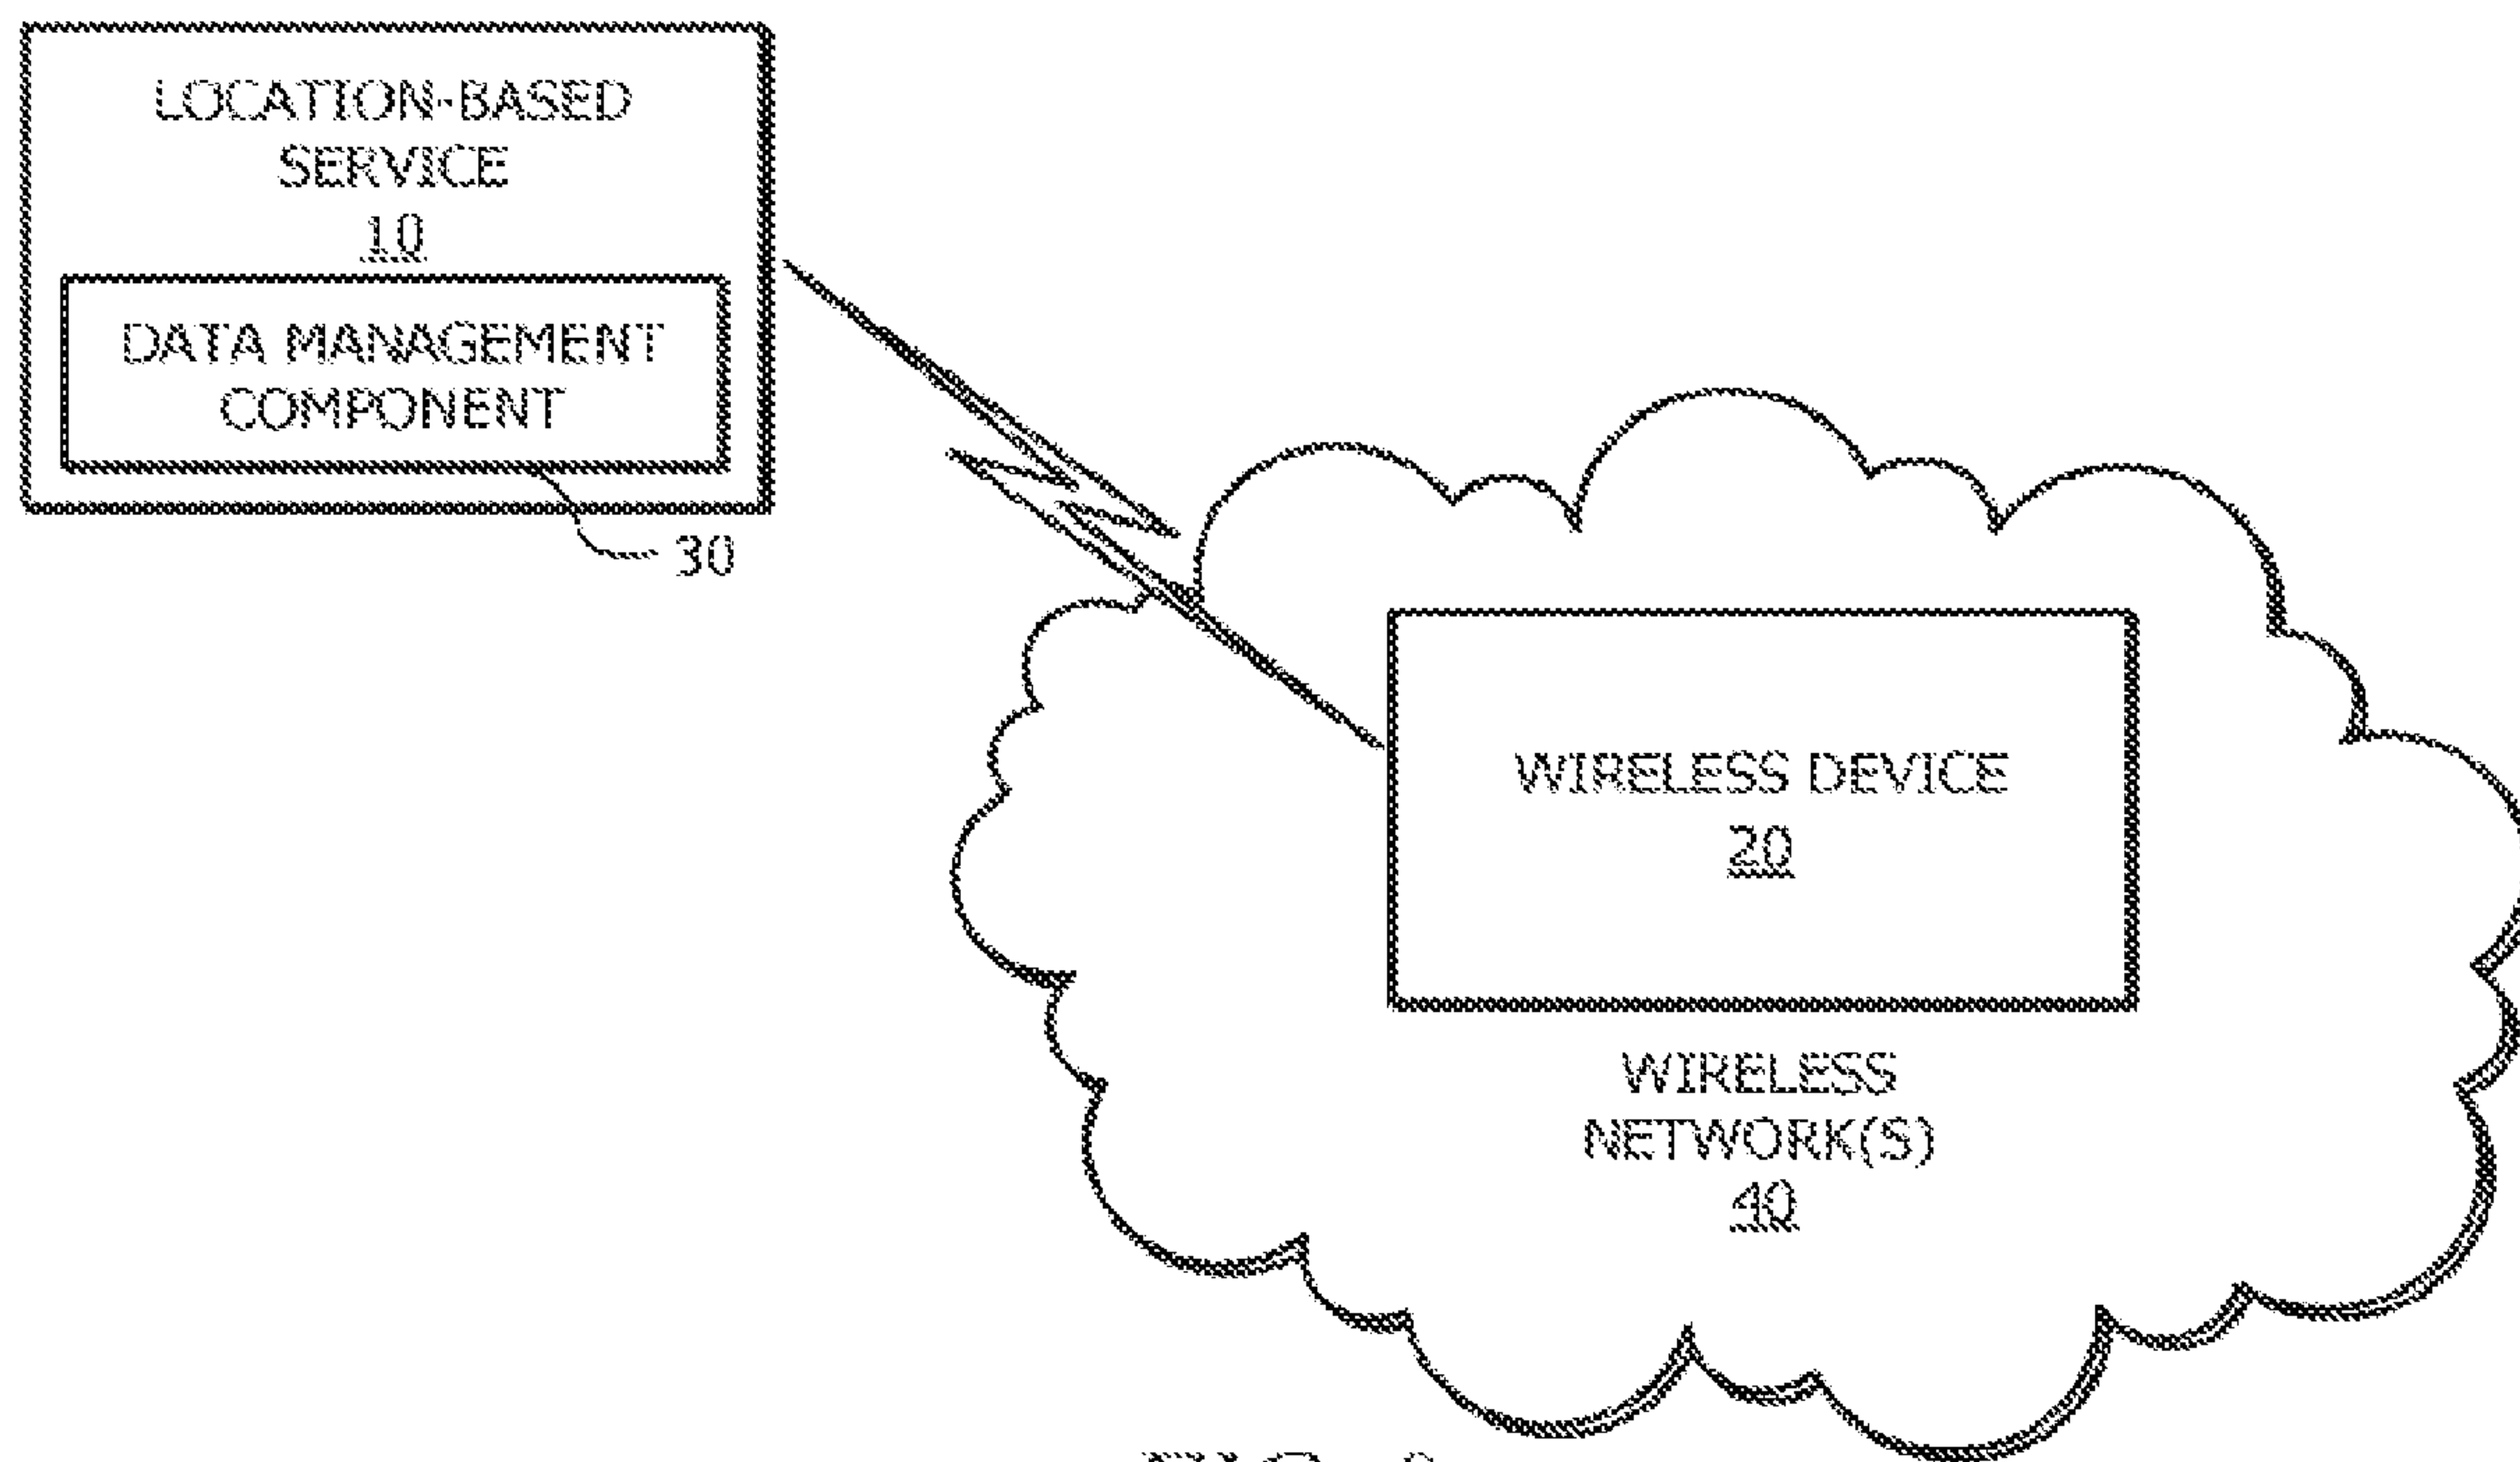 LOCATION-BASED
SERVICE
10
DATA MANAGEMENT
COMPONENT
30
WIRELESS DEVICE
20
WIRELESS
NETWORK(S)
40